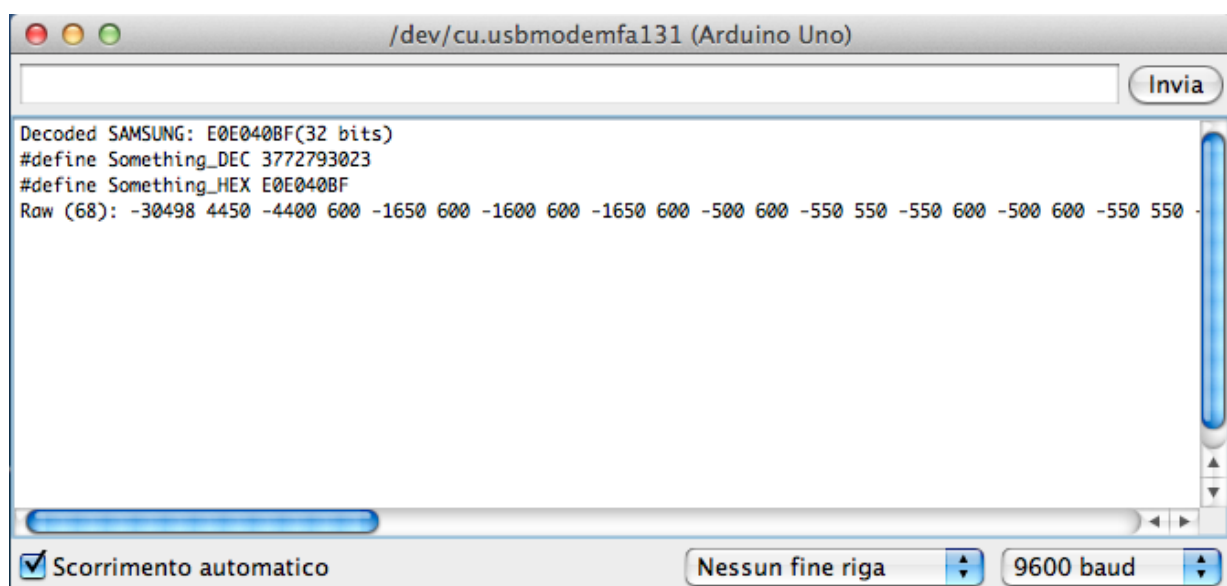 /dev/cu.usbmodemfa131 (Arduino Uno)
Invia
Decoded SAMSUNG: E0E040BF(32 bits)
#define Something_DEC 3772793023
#define Something_HEX E0E040BF
Raw (68): -30498 4450 -4400 600 -1650 600 -1600 600 -1650 600 -500 600 -550 550 -550 600 -500 600 -550 550 -
Scorrimento automatico
Nessun fine riga
9600 baud